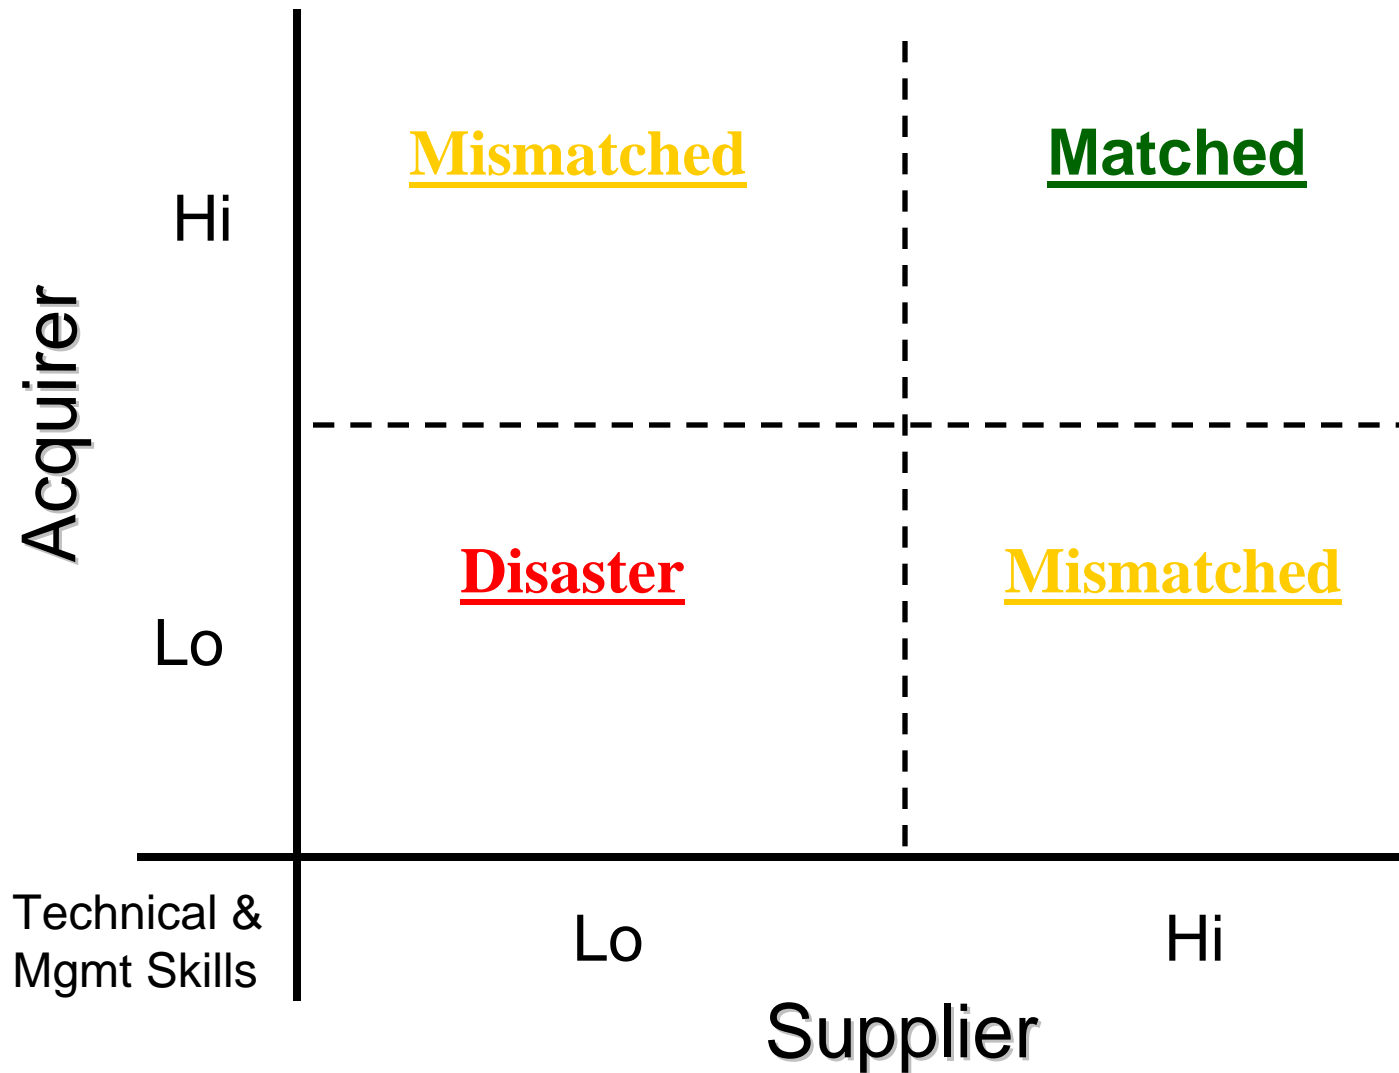 Mismatched
Matched
Hi
Acquirer
Disaster
Mismatched
Lo
Technical &
Mgmt Skills
Lo
Hi
Supplier